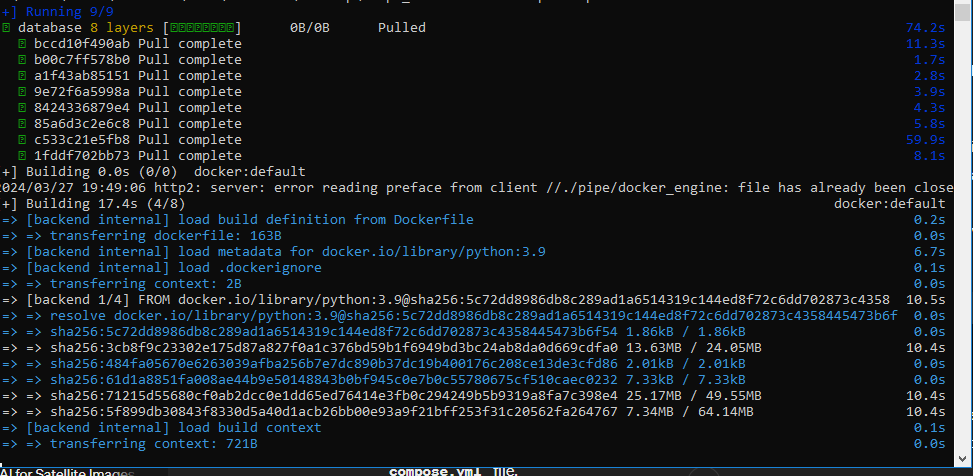 +] Running 9/9
database 8 layers [⣿⣿⣿⣿⣿⣿⣿⣿] 0B/0B Pulled 74.2s
bccd10f490ab Pull complete 11.3s
b00c7ff578b0 Pull complete 1.7s
a1f43ab85151 Pull complete 2.8s
9e72f6a5998a Pull complete 3.9s
8424336879e4 Pull complete 4.3s
85a6d3c2e6c8 Pull complete 5.8s
c533c21e5fb8 Pull complete 59.9s
1fddf702bb73 Pull complete 8.1s
+] Building 0.0s (0/0) docker:default
2024/03/27 19:49:06 http2: server: error reading preface from client //./pipe/docker_engine: file has already been close
+] Building 17.4s (4/8) docker:default
=> [backend internal] load build definition from Dockerfile 0.2s
=> => transferring dockerfile: 163B 0.0s
=> [backend internal] load metadata for docker.io/library/python:3.9 6.7s
=> [backend internal] load .dockerignore 0.1s
=> => transferring context: 2B 0.0s
=> [backend 1/4] FROM docker.io/library/python:3.9@sha256:5c72dd8986db8c289ad1a6514319c144ed8f72c6dd702873c4358 10.5s
=> => resolve docker.io/library/python:3.9@sha256:5c72dd8986db8c289ad1a6514319c144ed8f72c6dd702873c4358445473b6f 0.0s
=> => sha256:5c72dd8986db8c289ad1a6514319c144ed8f72c6dd702873c4358445473b6f54 1.86kB / 1.86kB 0.0s
=> => sha256:3cb8f9c23302e175d87a827f0a1c376bd59b1f6949bd3bc24ab8da0d669cdfa0 13.63MB / 24.05MB 10.4s
=> => sha256:484fa05670e6263039afba256b7e7dc890b37dc19b400176c208ce13de3cfd86 2.01kB / 2.01kB 0.0s
=> => sha256:61d1a8851fa008ae44b9e50148843b0bf945c0e7b0c55780675cf510caec0232 7.33kB / 7.33kB 0.0s
=> => sha256:71215d55680cf0ab2dcc0e1dd65ed76414e3fb0c294249b5b9319a8fa7c398e4 25.17MB / 49.55MB 10.4s
=> => sha256:5f899db30843f8330d5a40d1acb26bb00e93a9f21bff253f31c20562fa264767 7.34MB / 64.14MB 10.4s
=> [backend internal] load build context 0.1s
=> => transferring context: 721B 0.0s
AI for Satellite Images
compose.yml file.